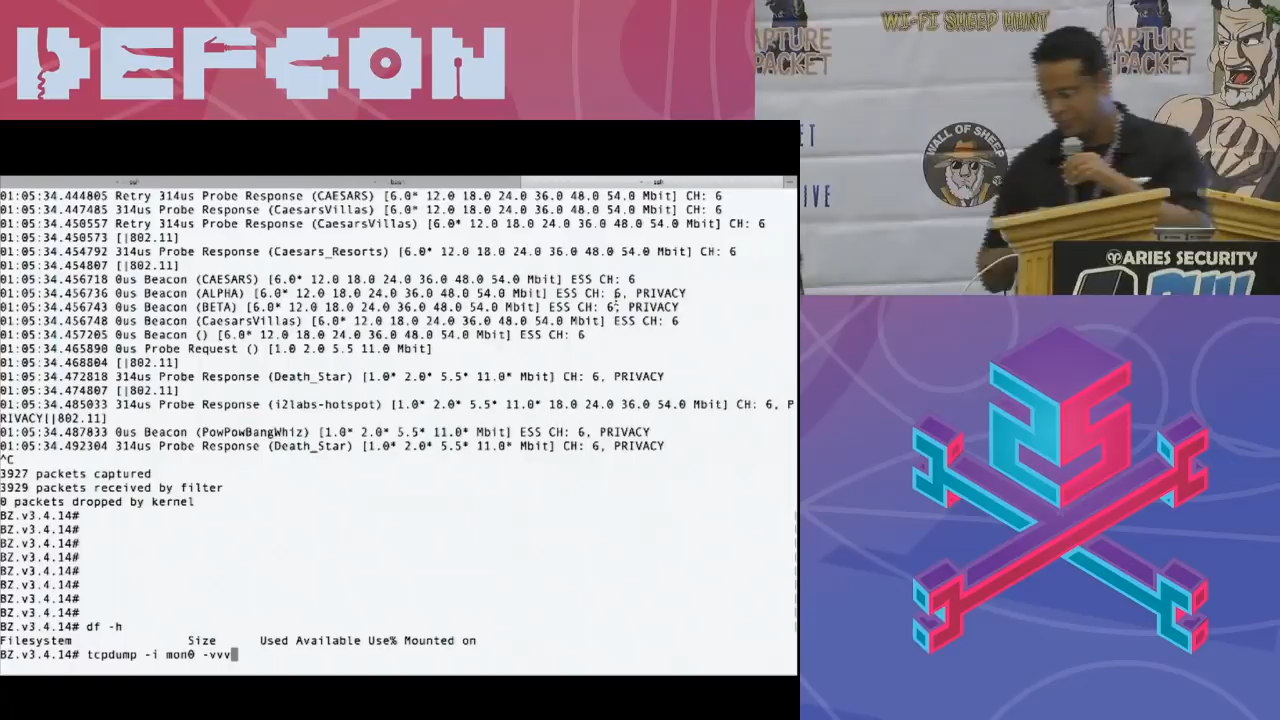 DEFCON
WI-FI SHEEP HUNT
CAPTURE
PACKET
CAPTURE
PACKET
WALL OF SHEEP
ARIES SECURITY
25
ssh
bash
ssh
01:05:34.444805 Retry 314us Probe Response (CAESARS) [6.0* 12.0 18.0 24.0 36.0 48.0 54.0 Mbit] CH: 6
01:05:34.447485 314us Probe Response (CaesarsVillas) [6.0* 12.0 18.0 24.0 36.0 48.0 54.0 Mbit] CH: 6
01:05:34.450557 Retry 314us Probe Response (CaesarsVillas) [6.0* 12.0 18.0 24.0 36.0 48.0 54.0 Mbit] CH: 6
01:05:34.450573 [|802.11]
01:05:34.454792 314us Probe Response (Caesars_Resorts) [6.0* 12.0 18.0 24.0 36.0 48.0 54.0 Mbit] CH: 6
01:05:34.454807 [|802.11]
01:05:34.456718 0us Beacon (CAESARS) [6.0* 12.0 18.0 24.0 36.0 48.0 54.0 Mbit] ESS CH: 6
01:05:34.456736 0us Beacon (ALPHA) [6.0* 12.0 18.0 24.0 36.0 48.0 54.0 Mbit] ESS CH: 6, PRIVACY
01:05:34.456743 0us Beacon (BETA) [6.0* 12.0 18.0 24.0 36.0 48.0 54.0 Mbit] ESS CH: 6, PRIVACY
01:05:34.456748 0us Beacon (CaesarsVillas) [6.0* 12.0 18.0 24.0 36.0 48.0 54.0 Mbit] ESS CH: 6
01:05:34.457205 0us Beacon () [6.0* 12.0 18.0 24.0 36.0 48.0 54.0 Mbit] ESS CH: 6
01:05:34.465890 0us Probe Request () [1.0 2.0 5.5 11.0 Mbit]
01:05:34.468804 [|802.11]
01:05:34.472818 314us Probe Response (Death_Star) [1.0* 2.0* 5.5* 11.0* Mbit] CH: 6, PRIVACY
01:05:34.474807 [|802.11]
01:05:34.485033 314us Probe Response (i2labs-hotspot) [1.0* 2.0* 5.5* 11.0* 18.0 24.0 36.0 54.0 Mbit] CH: 6, P
RIVACY[|802.11]
01:05:34.487833 0us Beacon (PowPowBangWhiz) [1.0* 2.0* 5.5* 11.0* Mbit] ESS CH: 6, PRIVACY
01:05:34.492304 314us Probe Response (Death_Star) [1.0* 2.0* 5.5* 11.0* Mbit] CH: 6, PRIVACY
^C
3927 packets captured
3929 packets received by filter
0 packets dropped by kernel
BZ.v3.4.14#
BZ.v3.4.14#
BZ.v3.4.14#
BZ.v3.4.14#
BZ.v3.4.14#
BZ.v3.4.14#
BZ.v3.4.14#
BZ.v3.4.14#
BZ.v3.4.14# df -h
Filesystem Size Used Available Use% Mounted on
BZ.v3.4.14# tcpdump -i mon0 -vvv